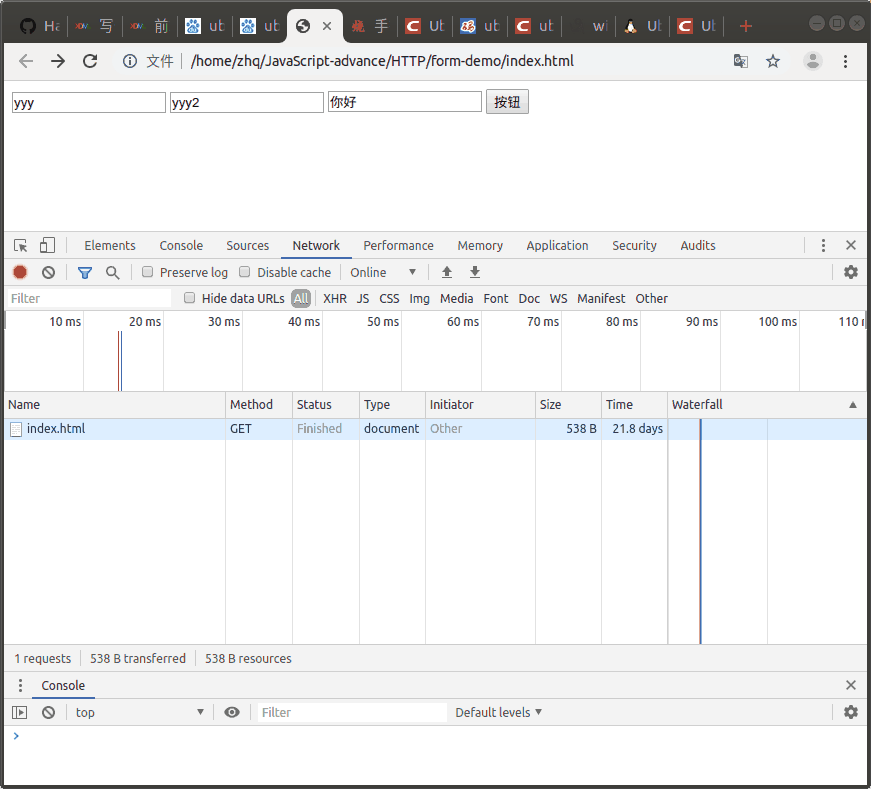 Ha 写 前 ut ut 手 Ut ut ut wi Ut Ut
文件 /home/zhq/JavaScript-advance/HTTP/form-demo/index.html
yyy yyy2 你好 按钮
Elements Console Sources Network Performance Memory Application Security Audits
Preserve log Disable cache Online
Filter Hide data URLs All XHR JS CSS Img Media Font Doc WS Manifest Other
10 ms 20 ms 30 ms 40 ms 50 ms 60 ms 70 ms 80 ms 90 ms 100 ms 110
Name Method Status Type Initiator Size Time Waterfall
index.html GET Finished document Other 538 B 21.8 days
1 requests 538 B transferred 538 B resources
Console
top Filter Default levels